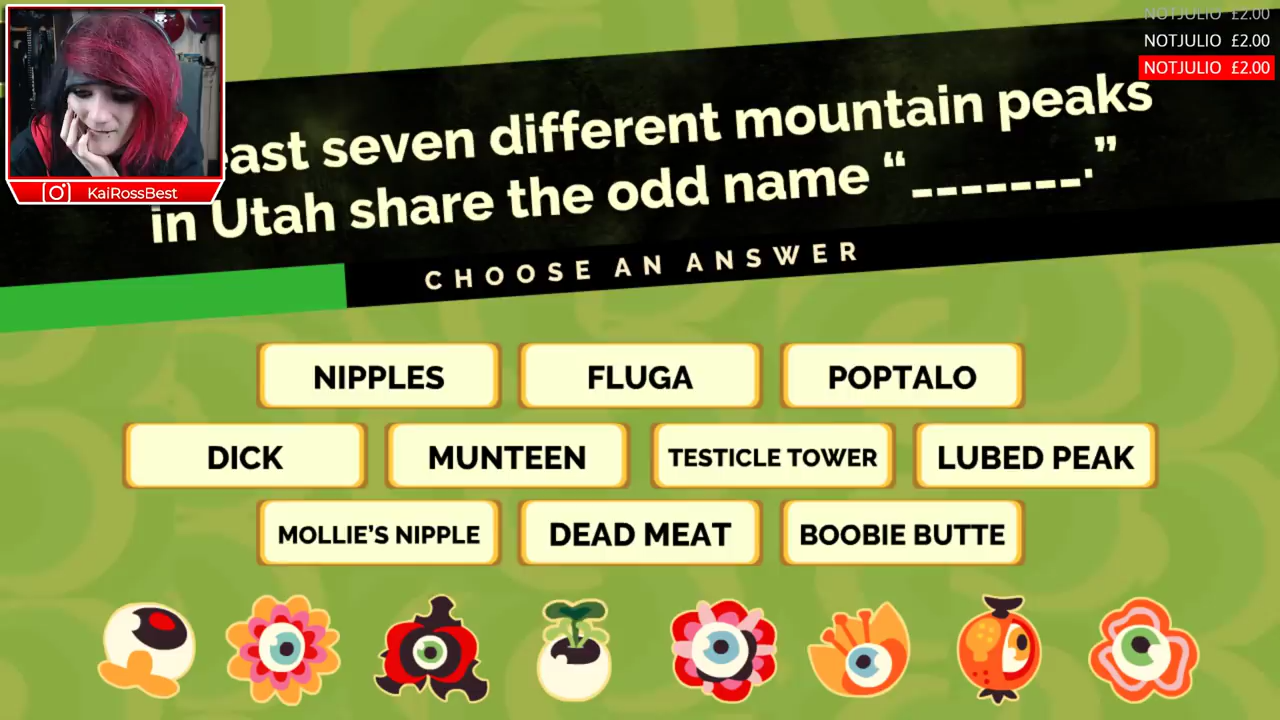 NOTJULIO £2.00
NOTJULIO £2.00
NOTJULIO £2.00
KaiRossBest
east seven different mountain peaks
in Utah share the odd name “_______.”
CHOOSE AN ANSWER
NIPPLES
FLUGA
POPTALO
DICK
MUNTEEN
TESTICLE TOWER
LUBED PEAK
MOLLIE’S NIPPLE
DEAD MEAT
BOOBIE BUTTE